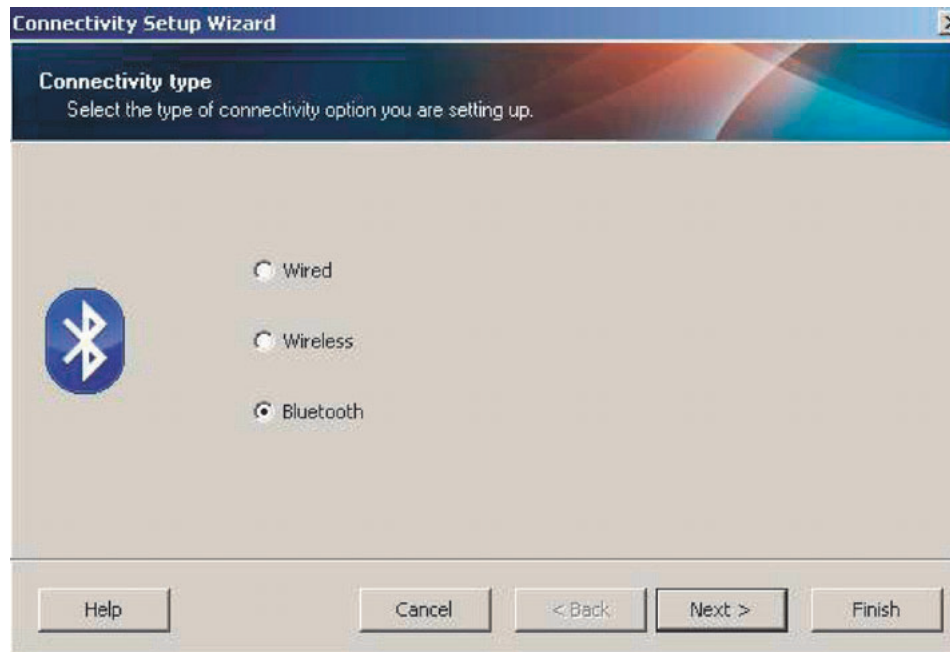 Connectivity Setup Wizard
Connectivity type
Select the type of connectivity option you are setting up.
Wired
Wireless
Bluetooth
Help Cancel < Back Next > Finish